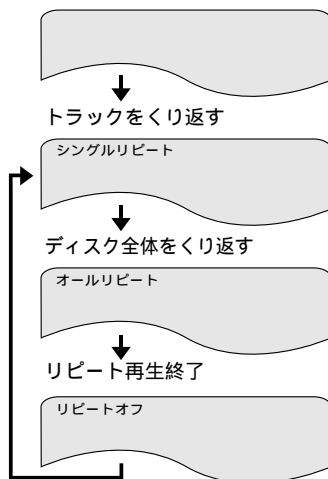 トラックをくり返す
シングルリピート
ディスク全体をくり返す
オールリピート
リピート再生終了
リピートオフ